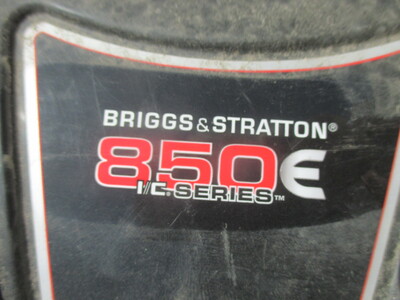 BRIGGS & STRATTON®
850E
I/C® SERIES™